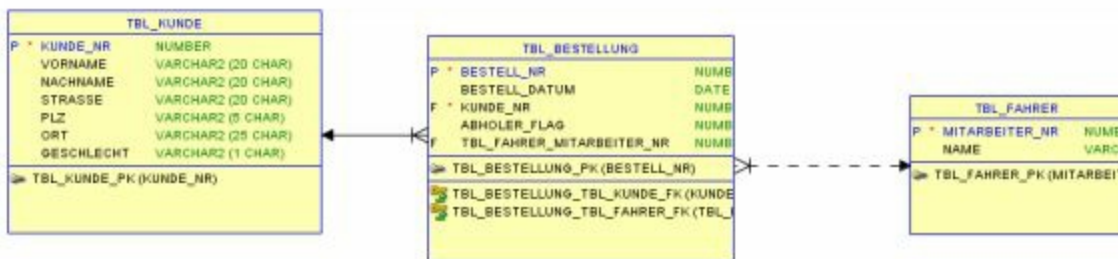 TBL_KUNDE
P * KUNDE_NR NUMBER
VORNAME VARCHAR2 (20 CHAR)
NACHNAME VARCHAR2 (20 CHAR)
STRASSE VARCHAR2 (20 CHAR)
PLZ VARCHAR2 (5 CHAR)
ORT VARCHAR2 (25 CHAR)
GESCHLECHT VARCHAR2 (1 CHAR)
TBL_KUNDE_PK (KUNDE_NR)
TBL_BESTELLUNG
P * BESTELL_NR NUMB
BESTELL_DATUM DATE
F * KUNDE_NR NUMB
ABHOLER_FLAG NUMB
F TBL_FAHRER_MITARBEITER_NR NUMB
TBL_BESTELLUNG_PK (BESTELL_NR)
TBL_BESTELLUNG_TBL_KUNDE_FK (KUNDE
TBL_BESTELLUNG_TBL_FAHRER_FK (TBL_
TBL_FAHRER
P * MITARBEITER_NR NUME
NAME VARC
TBL_FAHRER_PK (MITARBEIT